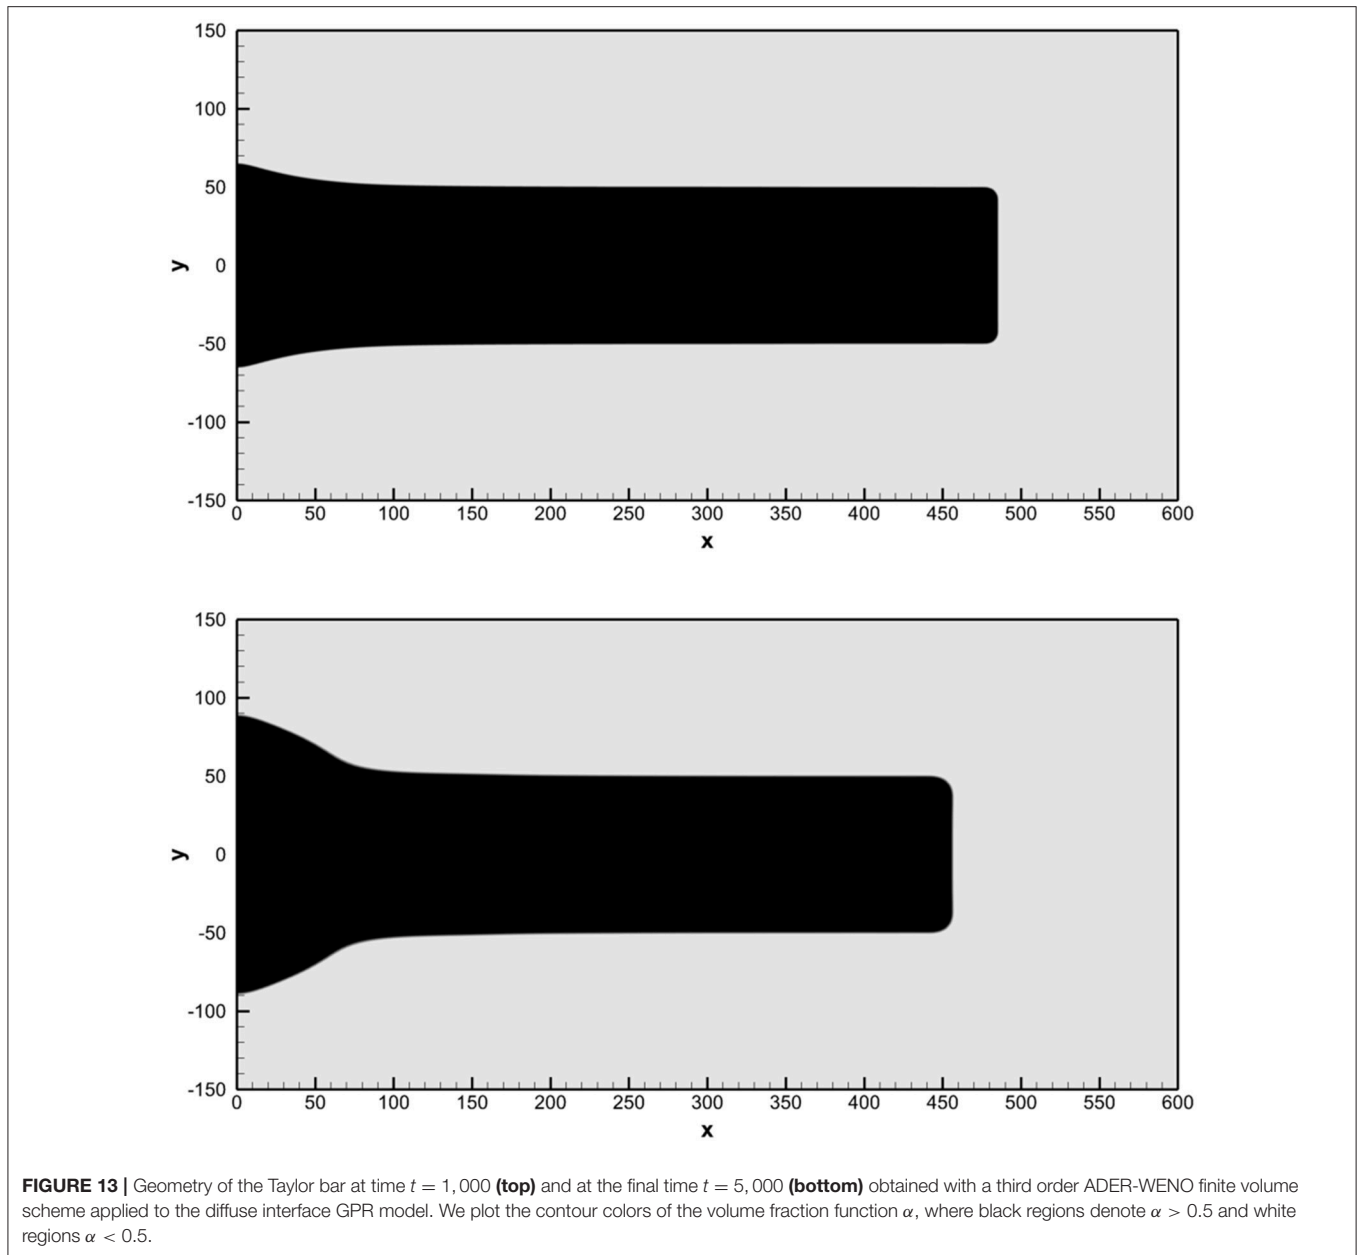 150
100
50
y
0
-50
-100
-150
0 50 100 150 200 250 300 350 400 450 500 550 600
x
150
100
50
y
0
-50
-100
-150
0 50 100 150 200 250 300 350 400 450 500 550 600
x
FIGURE 13 | Geometry of the Taylor bar at time t = 1, 000 (top) and at the final time t = 5, 000 (bottom) obtained with a third order ADER-WENO finite volume
scheme applied to the diffuse interface GPR model. We plot the contour colors of the volume fraction function α, where black regions denote α > 0.5 and white
regions α < 0.5.